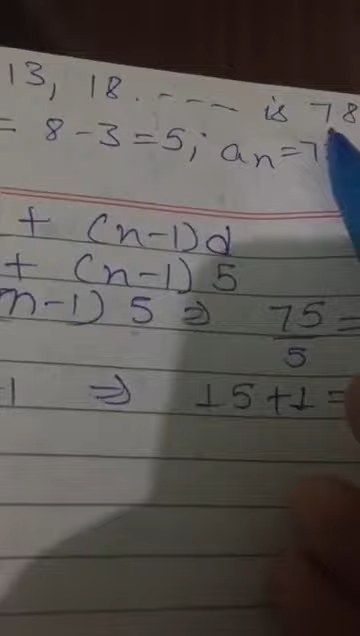 13, 18. ---- is 78
= 8-3=5; an=7
+ (n-1)d
+ (n-1) 5
n-1) 5 ⇒ 75/5 =
-1 ⇒ 15+1=